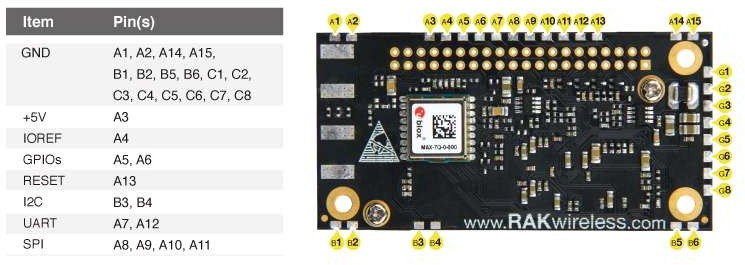 Item Pin(s)
GND A1, A2, A14, A15,
B1, B2, B5, B6, C1, C2,
C3, C4, C5, C6, C7, C8
+5V A3
IOREF A4
GPIOs A5, A6
RESET A13
I2C B3, B4
UART A7, A12
SPI A8, A9, A10, A11
A1 A2 A3 A4 A5 A6 A7 A8 A9 A10 A11 A12 A13 A14 A15
G1
G2
G3
G4
G5
G6
G7
G8
ublox
MAX-7Q-0-000
www.RAKwireless.com
B1 B2 B3 B4 B5 B6